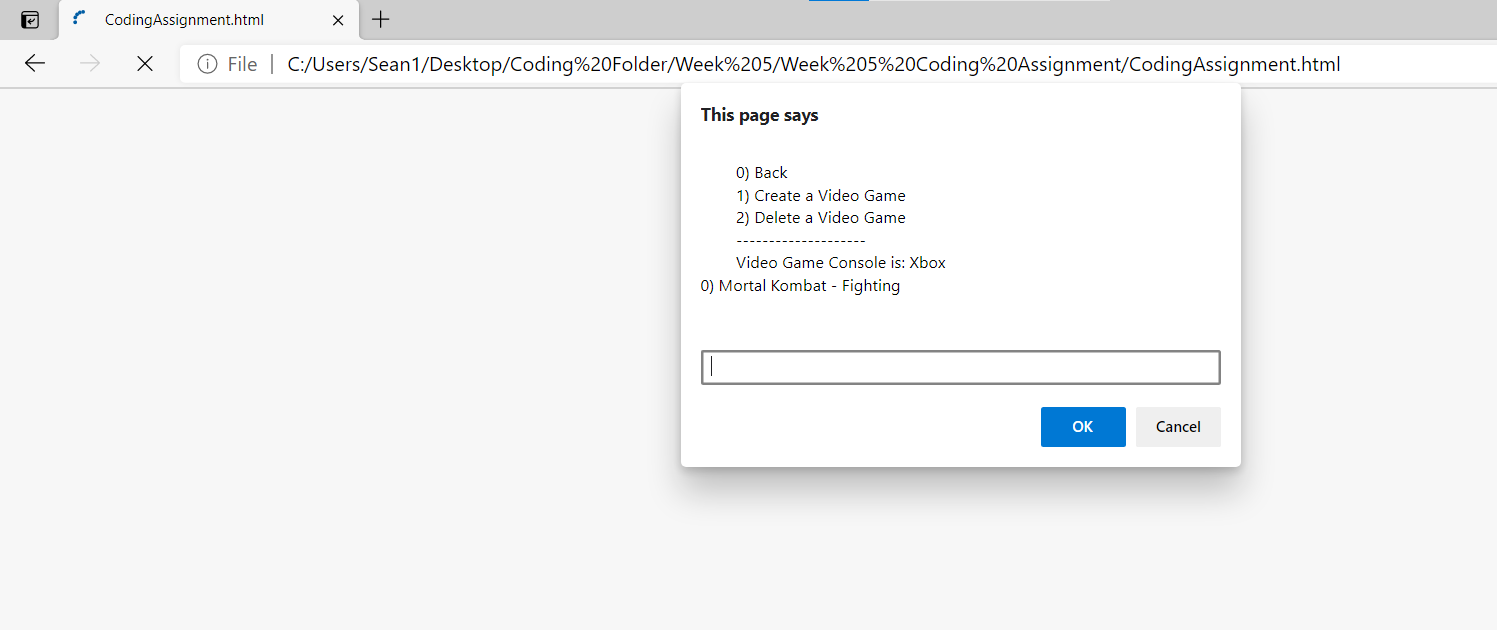 CodingAssignment.html
File | C:/Users/Sean1/Desktop/Coding%20Folder/Week%205/Week%205%20Coding%20Assignment/CodingAssignment.html
This page says
0) Back
1) Create a Video Game
2) Delete a Video Game
--------------------
Video Game Console is: Xbox
0) Mortal Kombat - Fighting
OK
Cancel